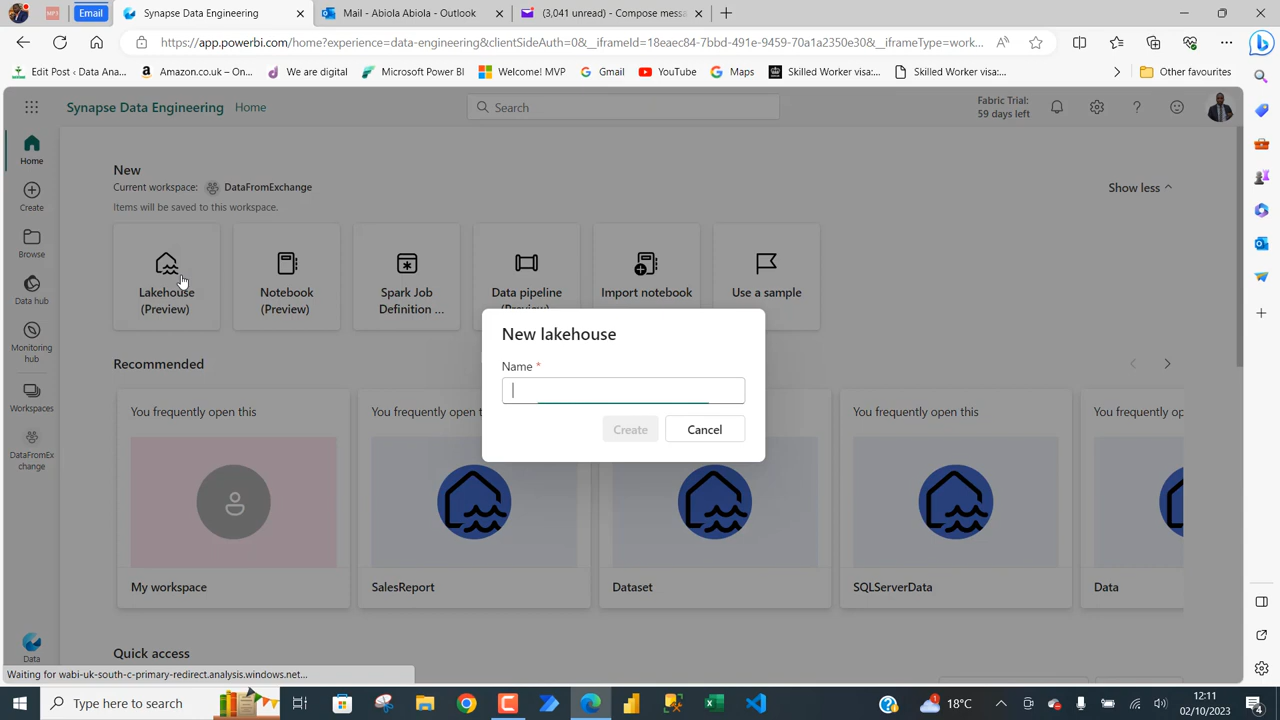 MP1
Email
Synapse Data Engineering
Mail - Abiola Abiola - Outlook
(3,041 unread) - Compose messa
https://app.powerbi.com/home?experience=data-engineering&clientSideAuth=0&__iframeId=18eaec84-7bbd-491e-9459-70a1a2350e30&__iframeType=work...
Edit Post ‹ Data Ana...
Amazon.co.uk – On...
We are digital
Microsoft Power BI
Welcome! MVP
Gmail
YouTube
Maps
Skilled Worker visa:...
Skilled Worker visa:...
Other favourites
Synapse Data Engineering
Home
Search
Fabric Trial:
59 days left
Home
Create
Browse
Data hub
Monitoring
hub
Workspaces
DataFromEx
change
Data
New
Current workspace: DataFromExchange
Items will be saved to this workspace.
Show less
Lakehouse
(Preview)
Notebook
(Preview)
Spark Job
Definition ...
Data pipeline
(Preview)
Import notebook
Use a sample
New lakehouse
Name *
Create
Cancel
Recommended
You frequently open this
You frequently open t
You frequently open this
You frequently op
My workspace
SalesReport
Dataset
SQLServerData
Data
Quick access
Waiting for wabi-uk-south-c-primary-redirect.analysis.windows.net...
Type here to search
18°C
12:11
02/10/2023
4